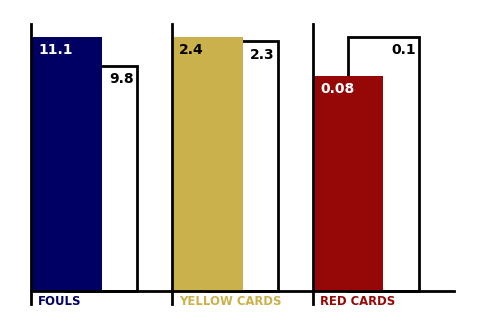 11.1
9.8
FOULS
2.4
2.3
YELLOW CARDS
0.08
0.1
RED CARDS